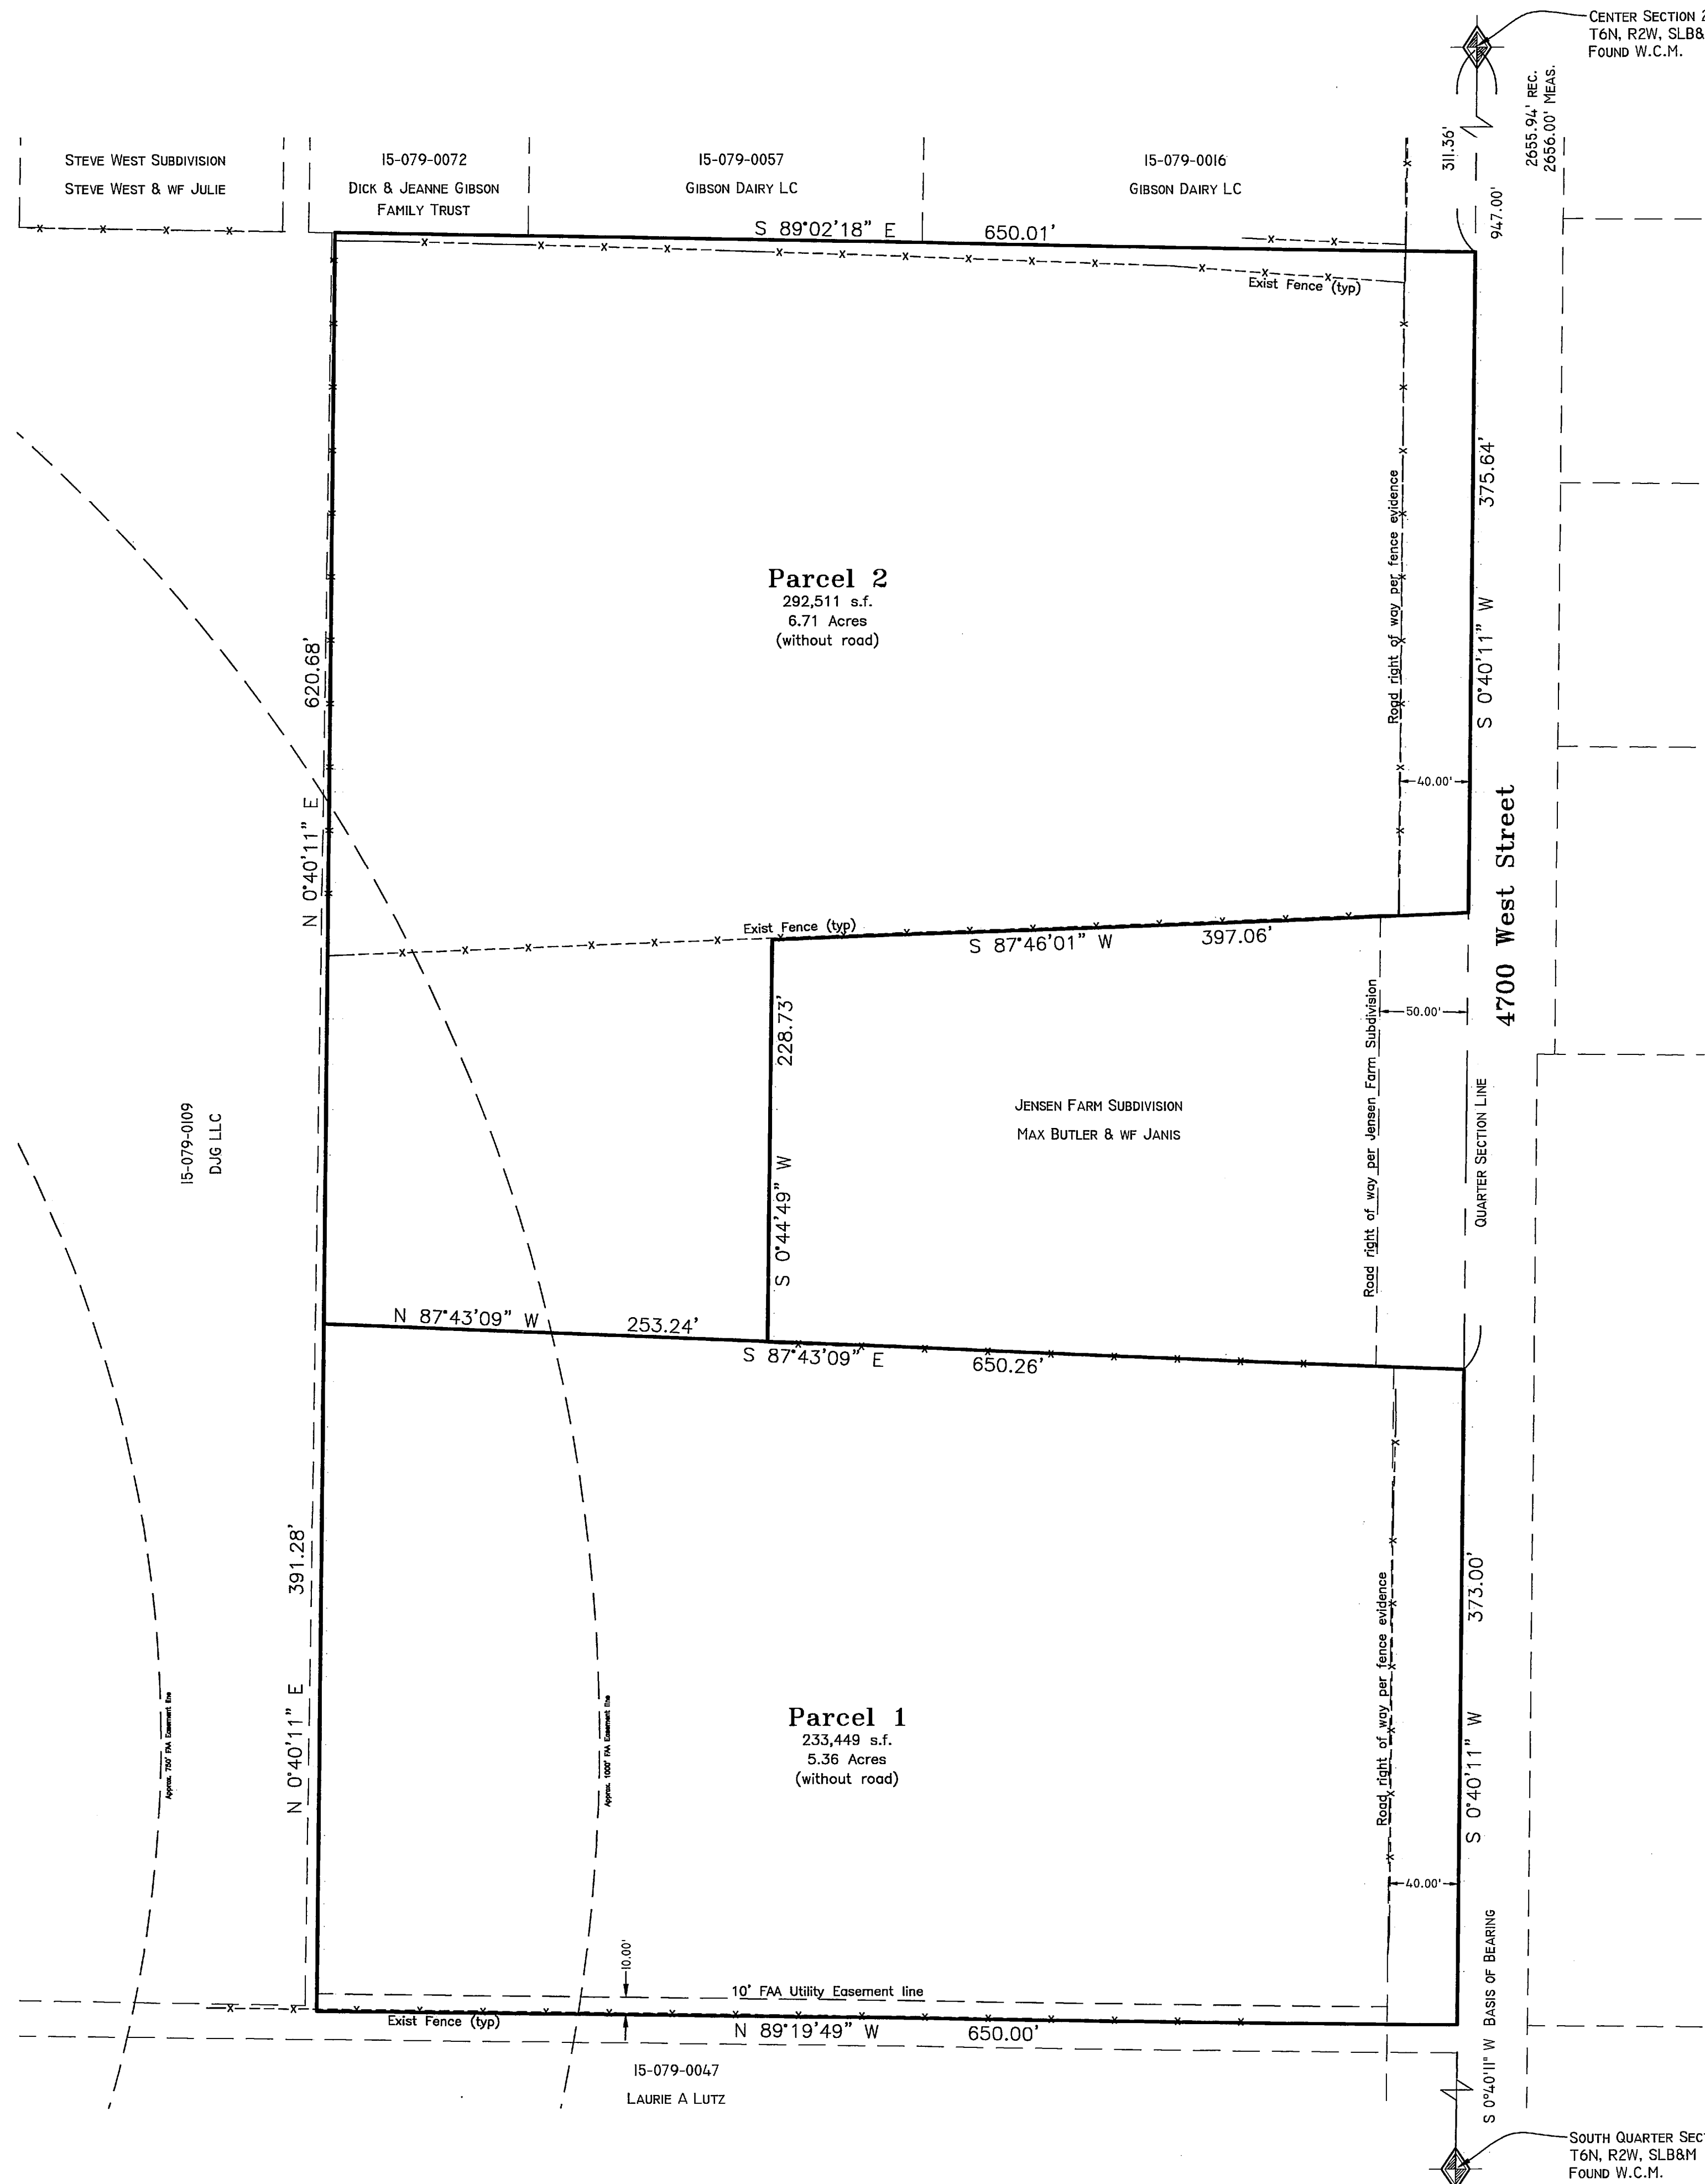 CENTER SECTION
T6N, R2W, SLB&
FOUND W.C.M.
2655.94' REC.
2656.00' MEAS.
311.36'
947.00'
STEVE WEST SUBDIVISION
STEVE WEST & WF JULIE
15-079-0072
DICK & JEANNE GIBSON
FAMILY TRUST
15-079-0057
GIBSON DAIRY LC
15-079-0016
GIBSON DAIRY LC
S 89°02'18" E 650.01'
Exist Fence (typ)
Road right of way per fence evidence
375.64'
S 0°40'11" W
Parcel 2
292,511 s.f.
6.71 Acres
(without road)
620.68'
N 0°40'11" E
40.00'
4700 West Street
Exist Fence (typ)
S 87°46'01" W 397.06'
50.00'
Road right of way per Jensen Farm Subdivision
228.73'
S 0°44'49" W
JENSEN FARM SUBDIVISION
MAX BUTLER & WF JANIS
QUARTER SECTION LINE
15-079-0109
DJG LLC
N 87°43'09" W 253.24'
S 87°43'09" E 650.26'
391.28'
N 0°40'11" E
Approx. 750' FAA Easement line
Approx. 1000' FAA Easement line
Parcel 1
233,449 s.f.
5.36 Acres
(without road)
Road right of way per fence evidence
373.00'
S 0°40'11" W
40.00'
10.00'
10' FAA Utility Easement line
Exist Fence (typ)
N 89°19'49" W 650.00'
S 0°40'11" W BASIS OF BEARING
15-079-0047
LAURIE A LUTZ
SOUTH QUARTER SEC
T6N, R2W, SLB&M
FOUND W.C.M.